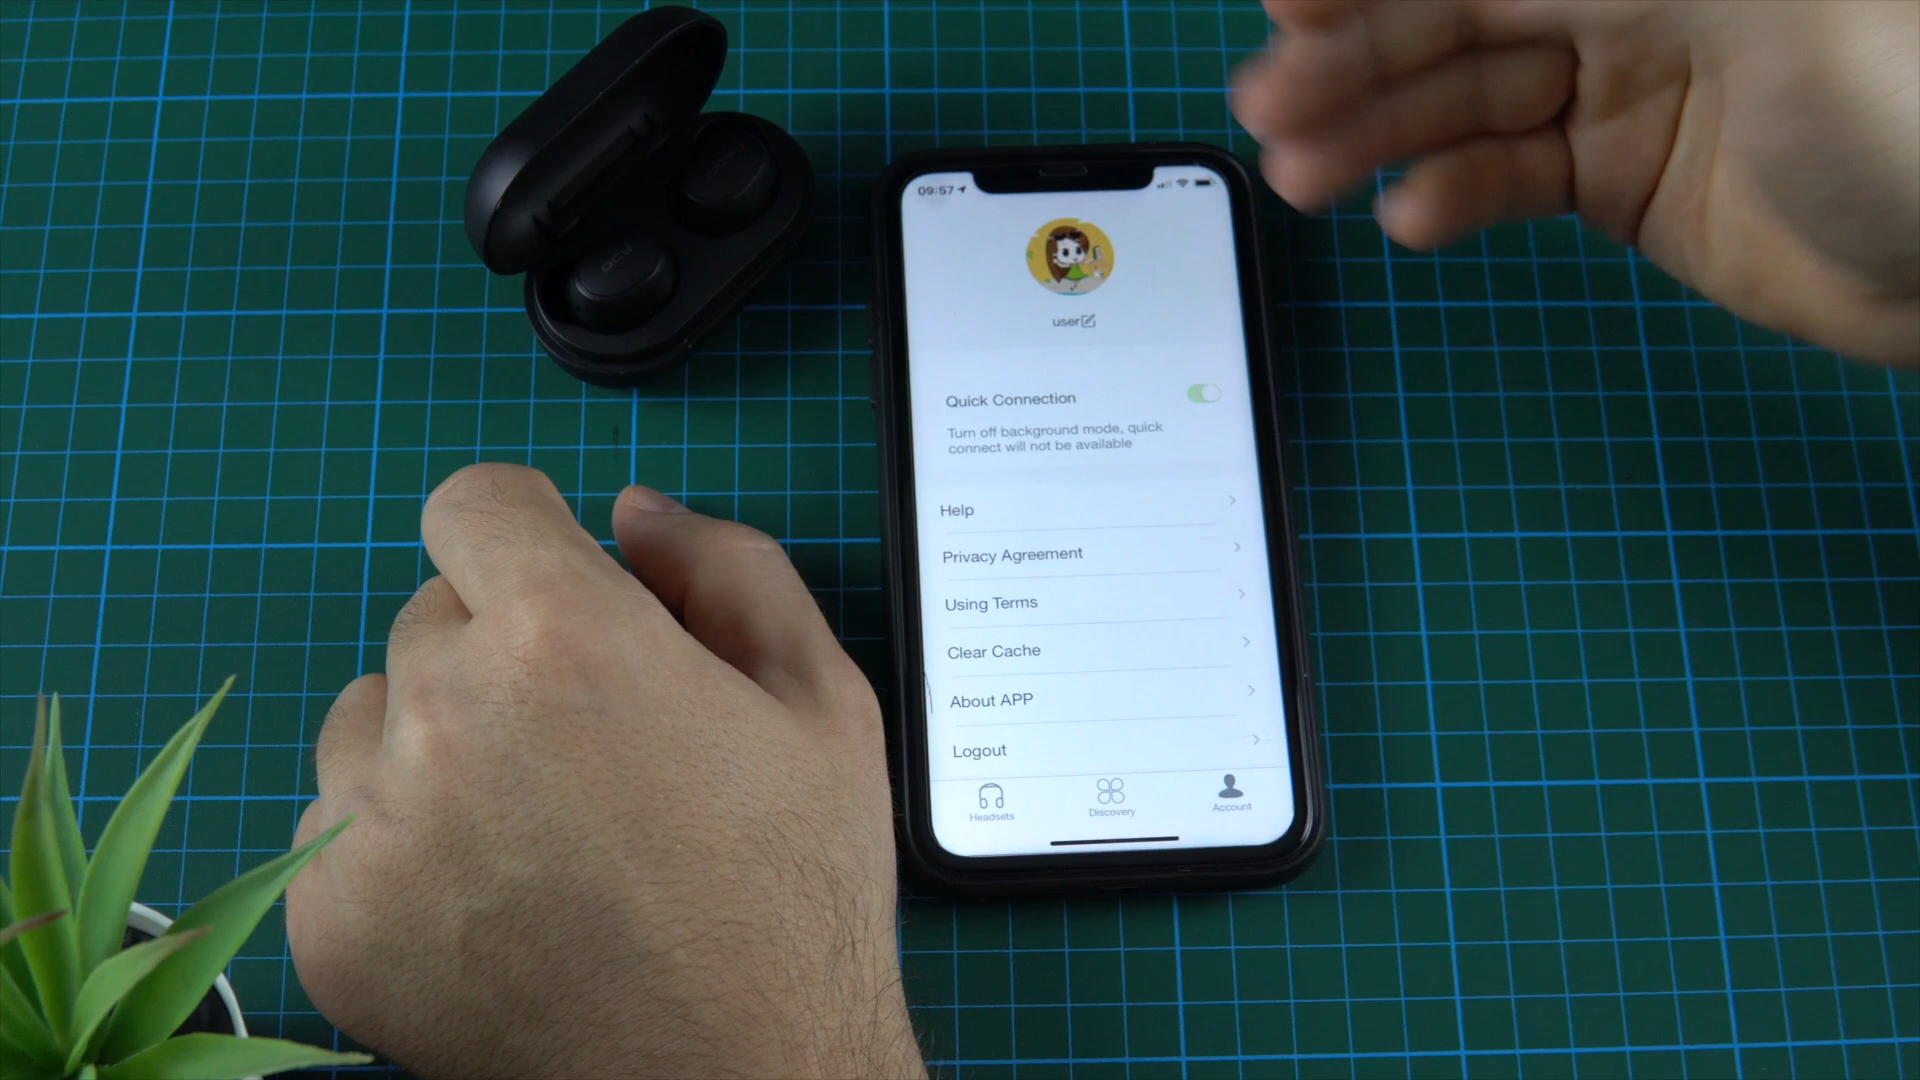 09:57
user
Quick Connection
Turn off background mode, quick
connect will not be available
Help
Privacy Agreement
Using Terms
Clear Cache
About APP
Logout
Headsets
Discovery
Account
QCY